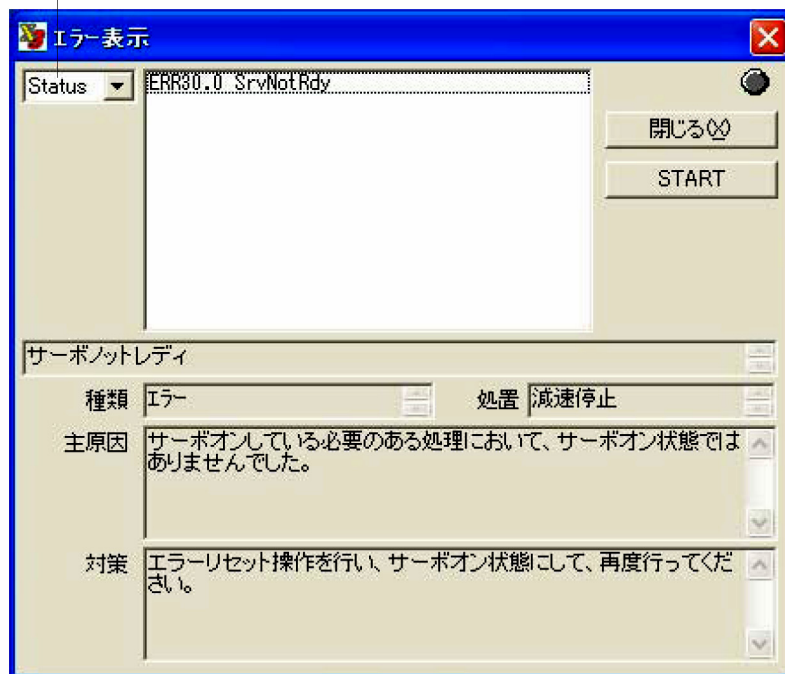 エラー表示
Status
ERR30.0 SrvNotRdy
閉じる(X)
START
サーボノットレディ
種類 エラー 処置 減速停止
主原因 サーボオンしている必要のある処理において、サーボオン状態では
ありませんでした。
対策 エラーリセット操作を行い、サーボオン状態にして、再度行ってくだ
さい。